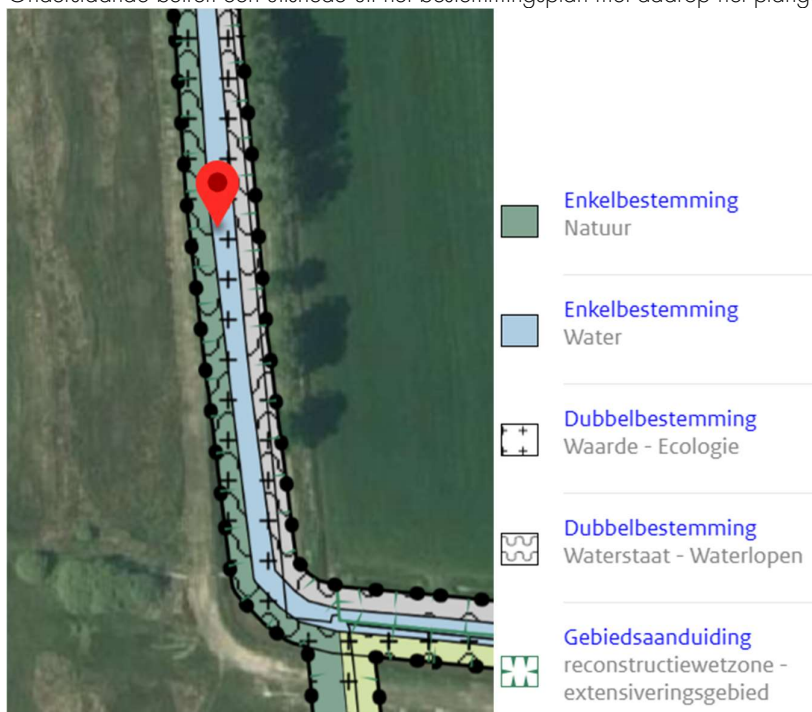 Enkelbestemming
Natuur
Enkelbestemming
Water
Dubbelbestemming
Waarde - Ecologie
Dubbelbestemming
Waterstaat - Waterlopen
Gebiedsaanduiding
reconstructiewetzone -
extensiveringsgebied